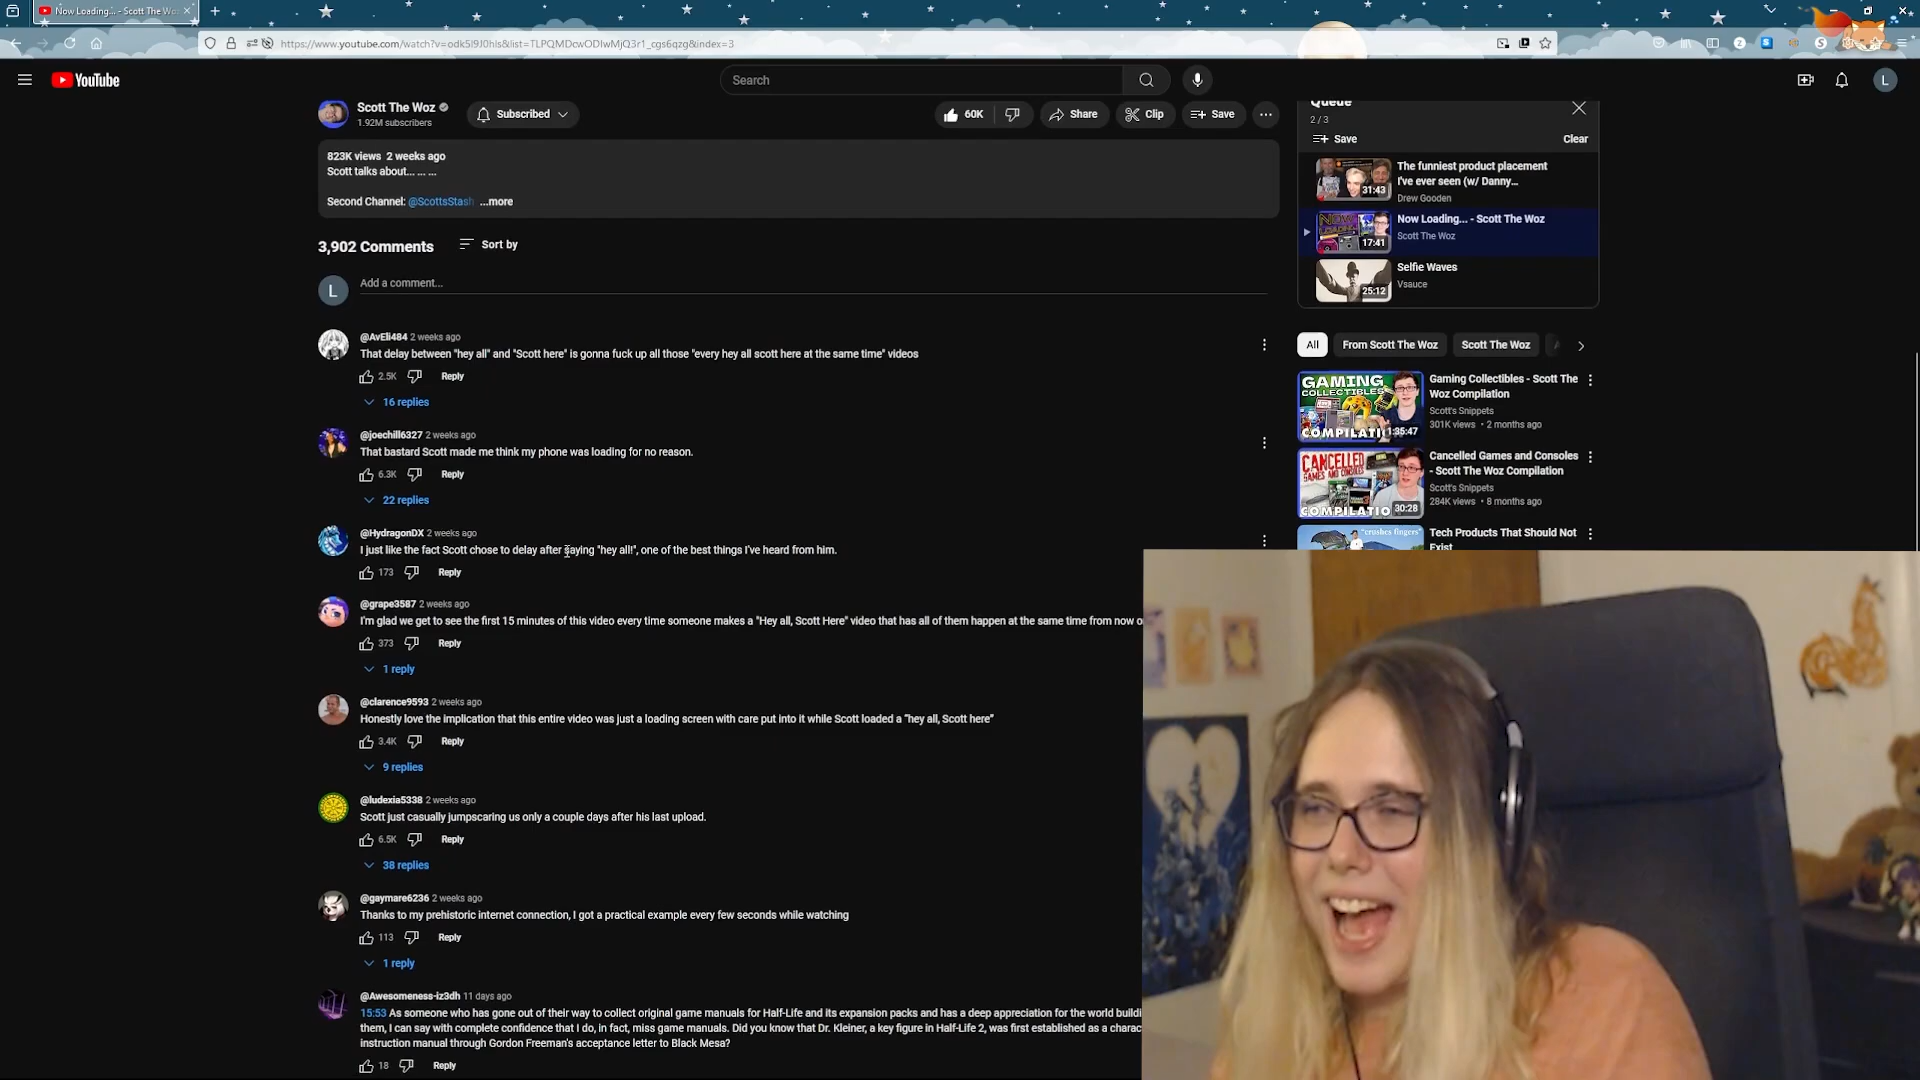 Now Loading... - Scott The Wo
https://www.youtube.com/watch?v=odk5I9J0hIs&list=TLPQMDcwODIwMjQ3r1_cgs6qzg&index=3
YouTube
Search
L
Scott The Woz
1.92M subscribers
Subscribed
60K
Share
Clip
Save
823K views 2 weeks ago
Scott talks about... ... ...
Second Channel: @ScottsStash ...more
3,902 Comments
Sort by
L
Add a comment...
@AvEli484 2 weeks ago
That delay between "hey all" and "Scott here" is gonna fuck up all those "every hey all scott here at the same time" videos
2.5K
Reply
16 replies
@joechill6327 2 weeks ago
That bastard Scott made me think my phone was loading for no reason.
6.3K
Reply
22 replies
@HydragonDX 2 weeks ago
I just like the fact Scott chose to delay after saying "hey all!", one of the best things I've heard from him.
173
Reply
@grape3587 2 weeks ago
I'm glad we get to see the first 15 minutes of this video every time someone makes a "Hey all, Scott Here" video that has all of them happen at the same time from now o
373
Reply
1 reply
@clarence9593 2 weeks ago
Honestly love the implication that this entire video was just a loading screen with care put into it while Scott loaded a "hey all, Scott here"
3.4K
Reply
9 replies
@ludexia5338 2 weeks ago
Scott just casually jumpscaring us only a couple days after his last upload.
6.5K
Reply
38 replies
@gaymare6236 2 weeks ago
Thanks to my prehistoric internet connection, I got a practical example every few seconds while watching
113
Reply
1 reply
@Awesomeness-iz3dh 11 days ago
15:53 As someone who has gone out of their way to collect original game manuals for Half-Life and its expansion packs and has a deep appreciation for the world buildi
them, I can say with complete confidence that I do, in fact, miss game manuals. Did you know that Dr. Kleiner, a key figure in Half-Life 2, was first established as a charac
instruction manual through Gordon Freeman's acceptance letter to Black Mesa?
18
Reply
Queue
2 / 3
Save
Clear
31:43
The funniest product placement
I've ever seen (w/ Danny...
Drew Gooden
NOW
LOADING
17:41
Now Loading... - Scott The Woz
Scott The Woz
25:12
Selfie Waves
Vsauce
All
From Scott The Woz
Scott The Woz
GAMING
COLLECTIBLES
COMPILATI
1:35:47
Gaming Collectibles - Scott The
Woz Compilation
Scott's Snippets
301K views • 2 months ago
CANCELLED
GAMES AND CONSOLES
COMPILATIO
30:28
Cancelled Games and Consoles
- Scott The Woz Compilation
Scott's Snippets
284K views • 8 months ago
*crushes fingers*
Tech Products That Should Not
Exist